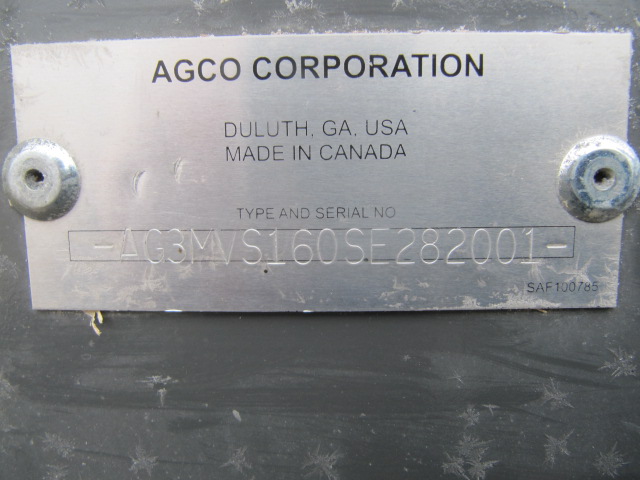 AGCO CORPORATION
DULUTH, GA, USA
MADE IN CANADA
TYPE AND SERIAL NO
-AG3MVS160SE282001-
SAF100785